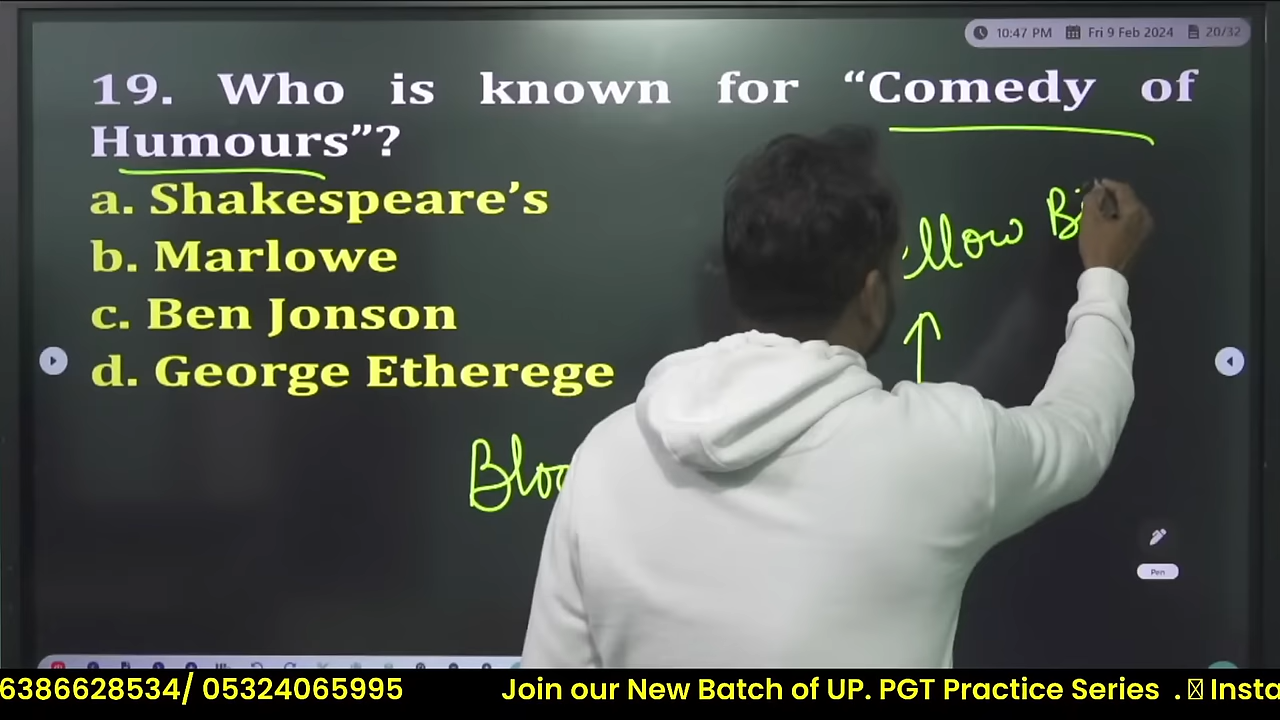 10:47 PM Fri 9 Feb 2024 20/32
19. Who is known for “Comedy of
Humours”?
a. Shakespeare’s
b. Marlowe
c. Ben Jonson
d. George Etherege
Pen
6386628534/ 05324065995 Join our New Batch of UP. PGT Practice Series .